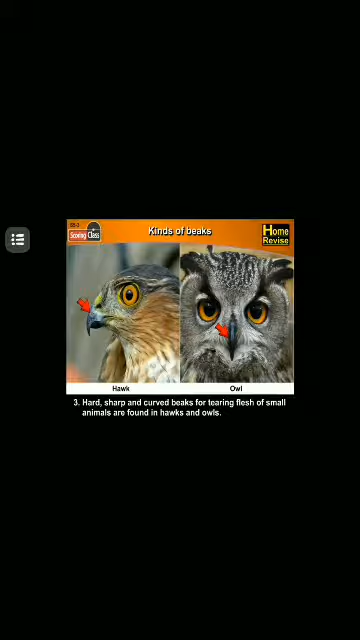 Scoring Class
Kinds of beaks
Home
Revise
Hawk
Owl
3. Hard, sharp and curved beaks for tearing flesh of small
animals are found in hawks and owls.